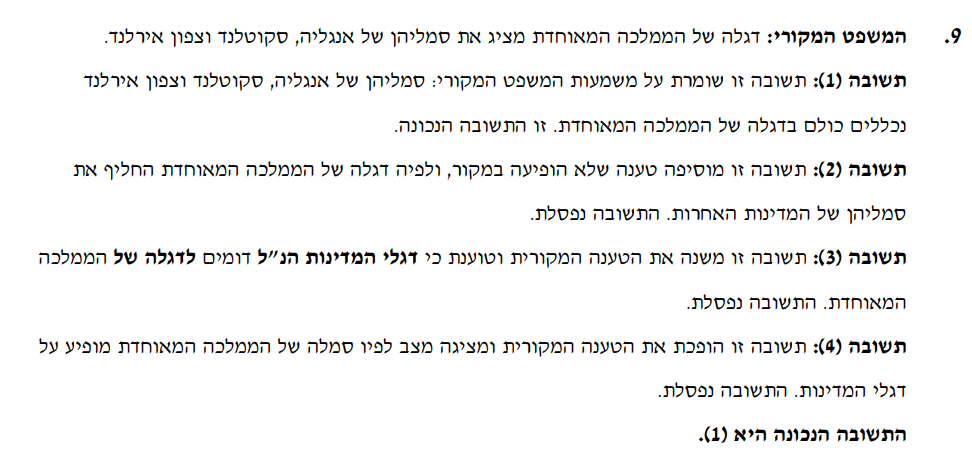 9. המשפט המקורי: דגלה של הממלכה המאוחדת מציג את סמליהן של אנגליה, סקוטלנד וצפון אירלנד.
תשובה (1): תשובה זו שומרת על משמעות המשפט המקורי: סמליהן של אנגליה, סקוטלנד וצפון אירלנד
נכללים כולם בדגלה של הממלכה המאוחדת. זו התשובה הנכונה.
תשובה (2): תשובה זו מוסיפה טענה שלא הופיעה במקור, ולפיה דגלה של הממלכה המאוחדת החליף את
סמליהן של המדינות האחרות. התשובה נפסלת.
תשובה (3): תשובה זו משנה את הטענה המקורית וטוענת כי דגלי המדינות הנ"ל דומים לדגלה של הממלכה
המאוחדת. התשובה נפסלת.
תשובה (4): תשובה זו הופכת את הטענה המקורית ומציגה מצב לפיו סמלה של הממלכה המאוחדת מופיע על
דגלי המדינות. התשובה נפסלת.
התשובה הנכונה היא (1).